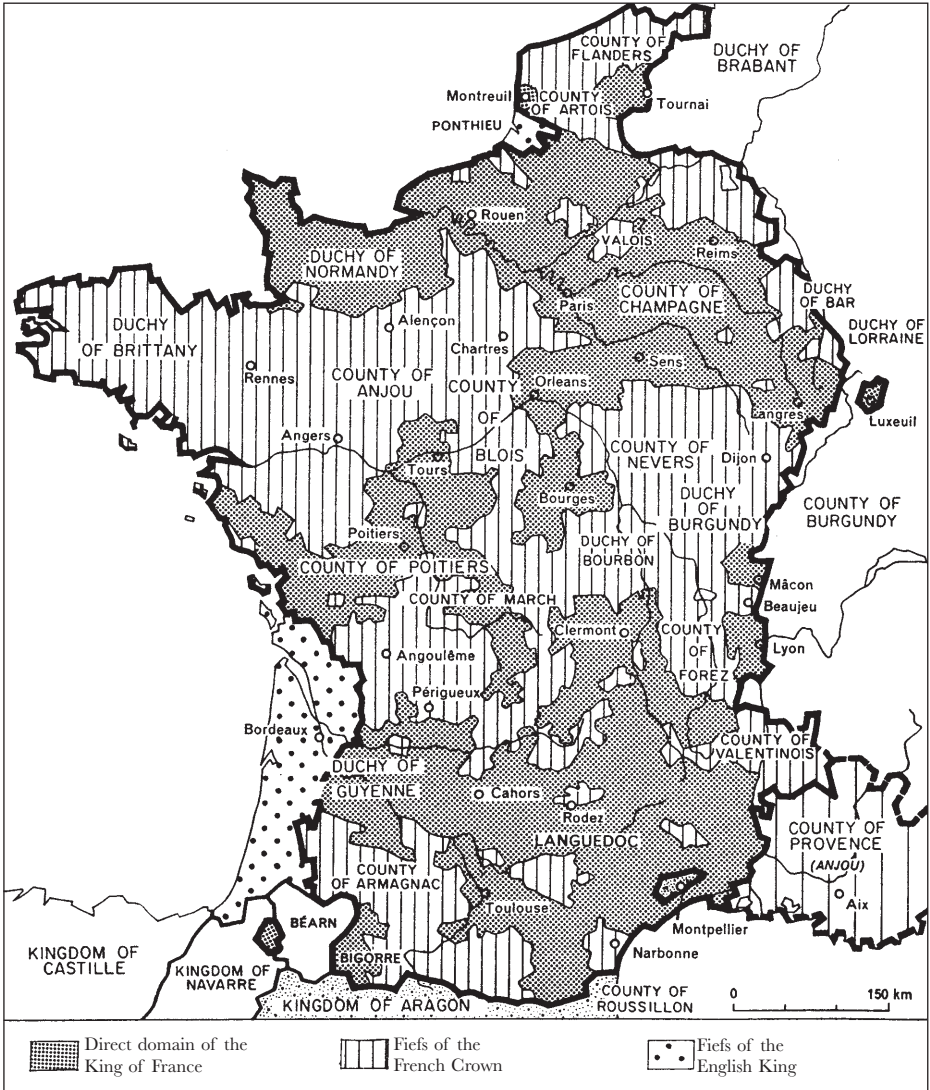 COUNTY OF
FLANDERS
DUCHY OF
BRABANT
Montreuil
COUNTY
OF ARTOIS
Tournai
PONTHIEU
Rouen
VALOIS
Reims
DUCHY OF
NORMANDY
Paris
COUNTY OF
CHAMPAGNE
DUCHY
OF BAR
DUCHY OF
LORRAINE
DUCHY
OF BRITTANY
Alençon
Chartres
Sens
Rennes
COUNTY OF
ANJOU
COUNTY
OF
BLOIS
Orleans
Langres
Luxeuil
Angers
Tours
COUNTY OF
NEVERS
Dijon
Bourges
DUCHY
OF
BURGUNDY
COUNTY OF
BURGUNDY
Poitiers
DUCHY OF
BOURBON
COUNTY OF POITIERS
COUNTY OF MARCH
Mâcon
Beaujeu
Clermont
COUNTY
OF
FOREZ
Lyon
Angoulême
Périgueux
Bordeaux
COUNTY OF
VALENTINOIS
DUCHY OF
GUYENNE
Cahors
Rodez
LANGUEDOC
COUNTY OF
PROVENCE
(ANJOU)
Aix
COUNTY
OF ARMAGNAC
Toulouse
Montpellier
BÉARN
BIGORRE
Narbonne
KINGDOM OF
CASTILLE
KINGDOM OF
NAVARRE
KINGDOM OF ARAGON
COUNTY OF
ROUSSILLON
0 150 km
Direct domain of the
King of France
Fiefs of the
French Crown
Fiefs of the
English King